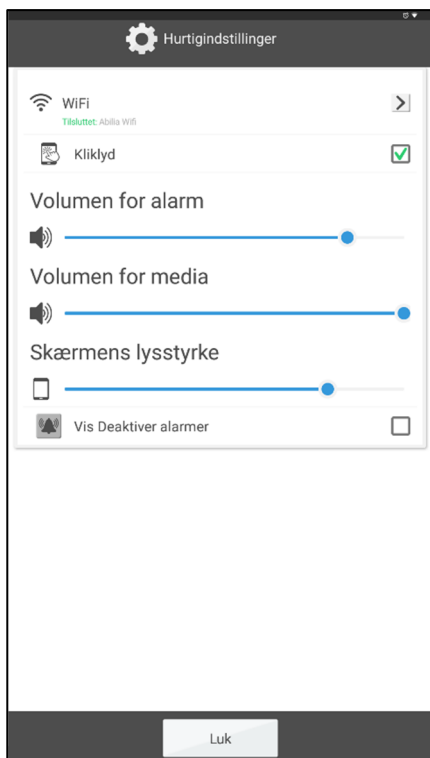 Hurtigindstillinger
WiFi
Tilsluttet: Abilia Wifi
Kliklyd
Volumen for alarm
Volumen for media
Skærmens lysstyrke
Vis Deaktiver alarmer
Luk